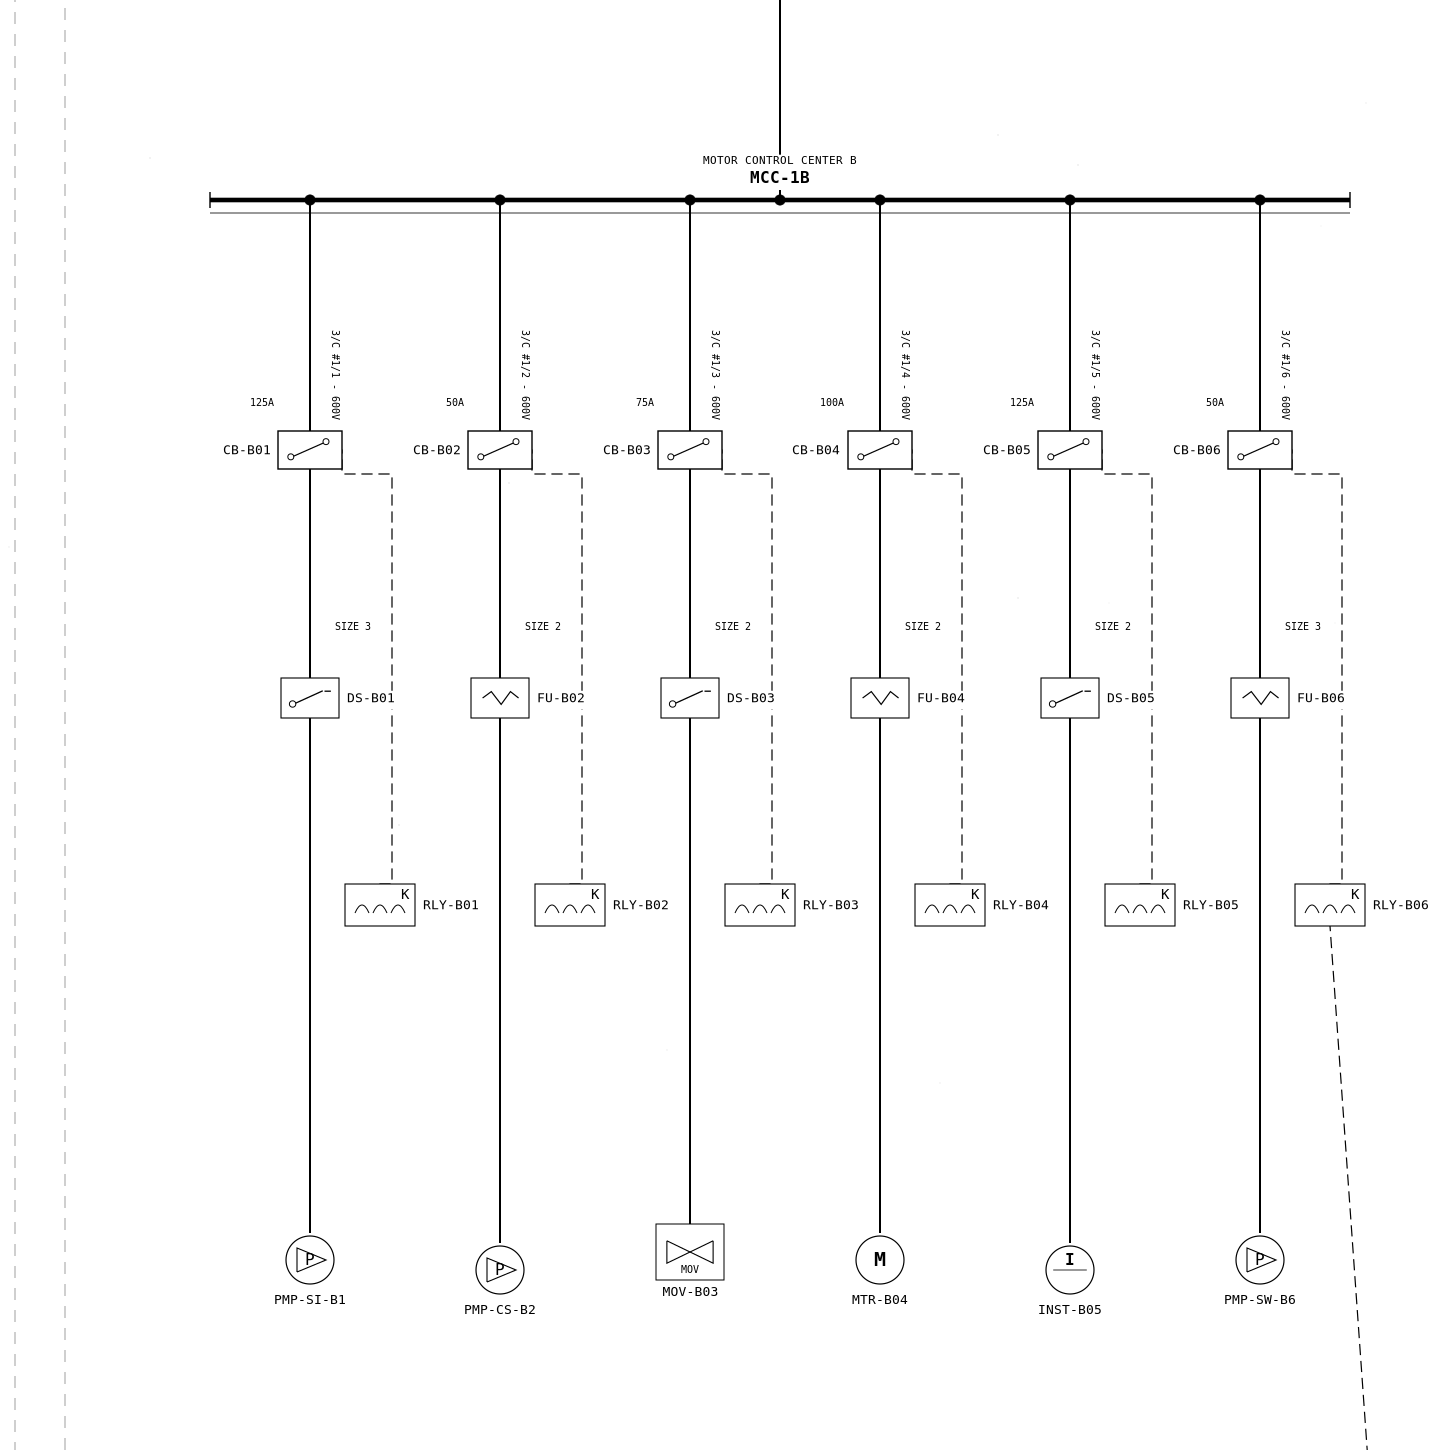 MOTOR CONTROL CENTER B
MCC-1B
3/C #1/1 - 600V
3/C #1/2 - 600V
3/C #1/3 - 600V
3/C #1/4 - 600V
3/C #1/5 - 600V
3/C #1/6 - 600V
125A
50A
75A
100A
125A
50A
CB-B01
CB-B02
CB-B03
CB-B04
CB-B05
CB-B06
SIZE 3
SIZE 2
SIZE 2
SIZE 2
SIZE 2
SIZE 3
DS-B01
FU-B02
DS-B03
FU-B04
DS-B05
FU-B06
K
K
K
K
K
K
RLY-B01
RLY-B02
RLY-B03
RLY-B04
RLY-B05
RLY-B06
P
P
MOV
M
I
P
PMP-SI-B1
PMP-CS-B2
MOV-B03
MTR-B04
INST-B05
PMP-SW-B6